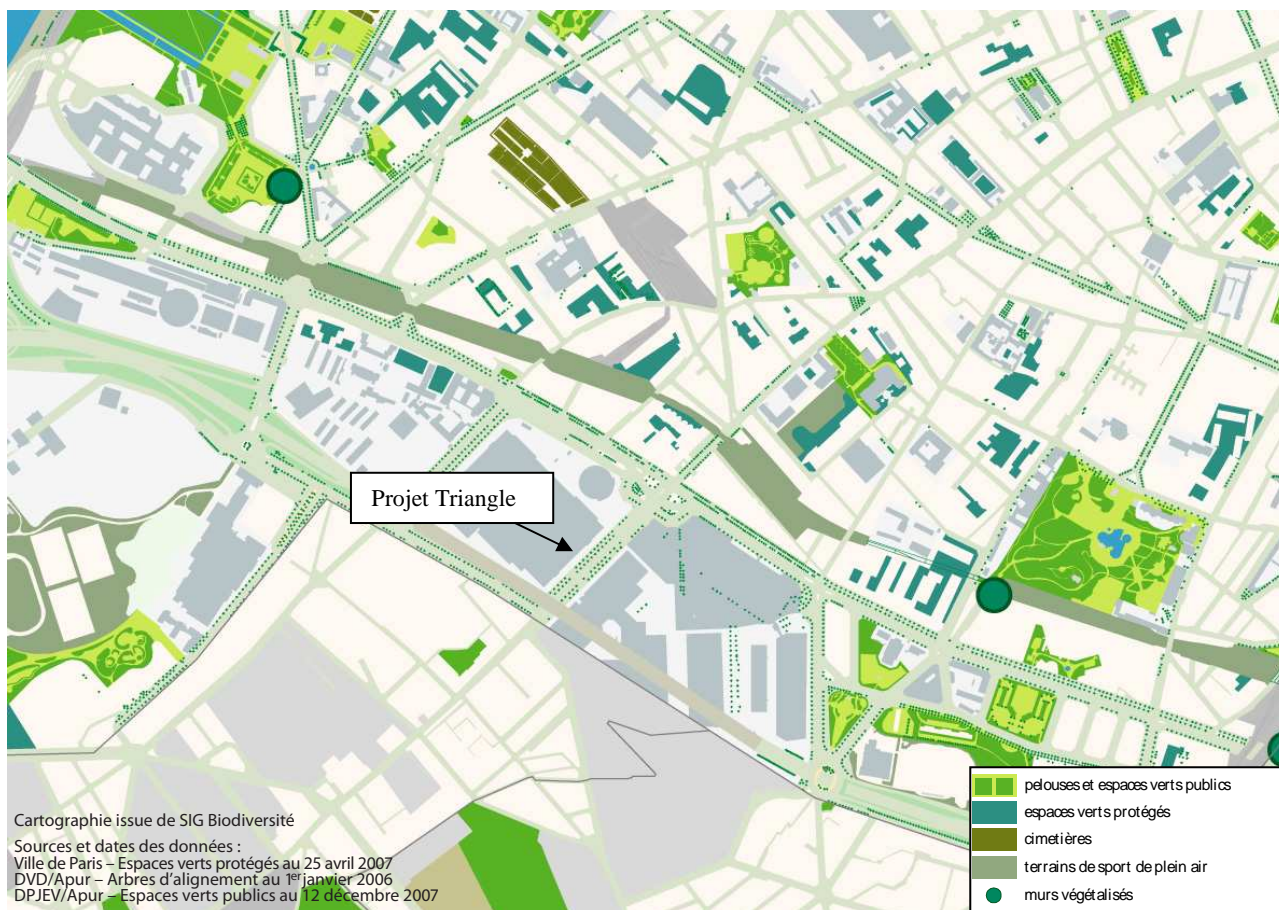 Projet Triangle
Cartographie issue de SIG Biodiversité
Sources et dates des données :
Ville de Paris – Espaces verts protégés au 25 avril 2007
DVD/Apur – Arbres d'alignement au 1er janvier 2006
DPJEV/Apur – Espaces verts publics au 12 décembre 2007
pelouses et espaces verts publics
espaces verts protégés
cimetières
terrains de sport de plein air
murs végétalisés